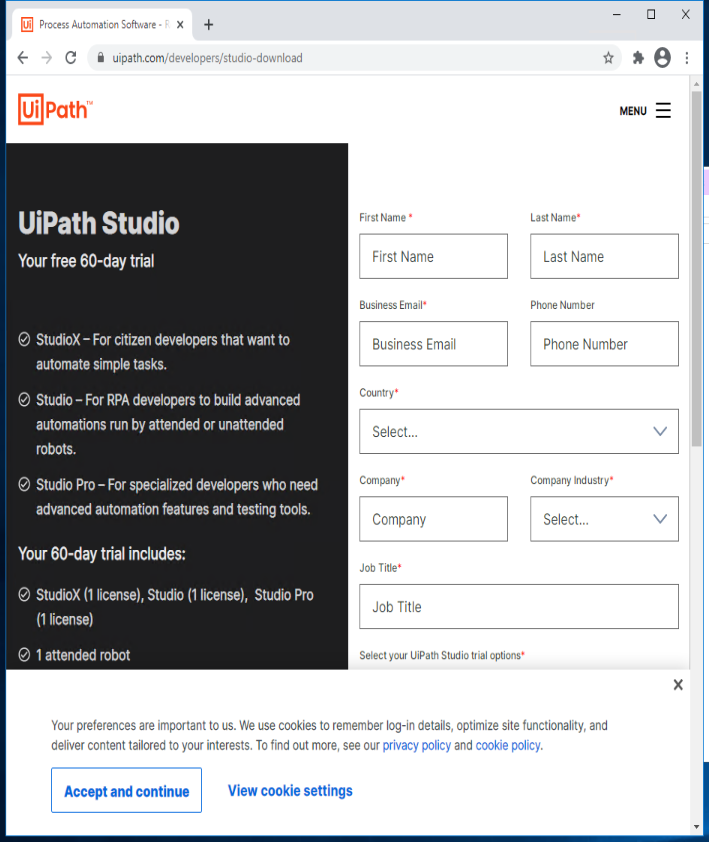 Process Automation Software - R
uipath.com/developers/studio-download
UiPath™
MENU
UiPath Studio
Your free 60-day trial
StudioX – For citizen developers that want to
automate simple tasks.
Studio – For RPA developers to build advanced
automations run by attended or unattended
robots.
Studio Pro – For specialized developers who need
advanced automation features and testing tools.
Your 60-day trial includes:
StudioX (1 license), Studio (1 license), Studio Pro
(1 license)
1 attended robot
First Name *
Last Name*
First Name
Last Name
Business Email*
Phone Number
Business Email
Phone Number
Country*
Select...
Company*
Company Industry*
Company
Select...
Job Title*
Job Title
Select your UiPath Studio trial options*
Your preferences are important to us. We use cookies to remember log-in details, optimize site functionality, and
deliver content tailored to your interests. To find out more, see our privacy policy and cookie policy.
Accept and continue
View cookie settings